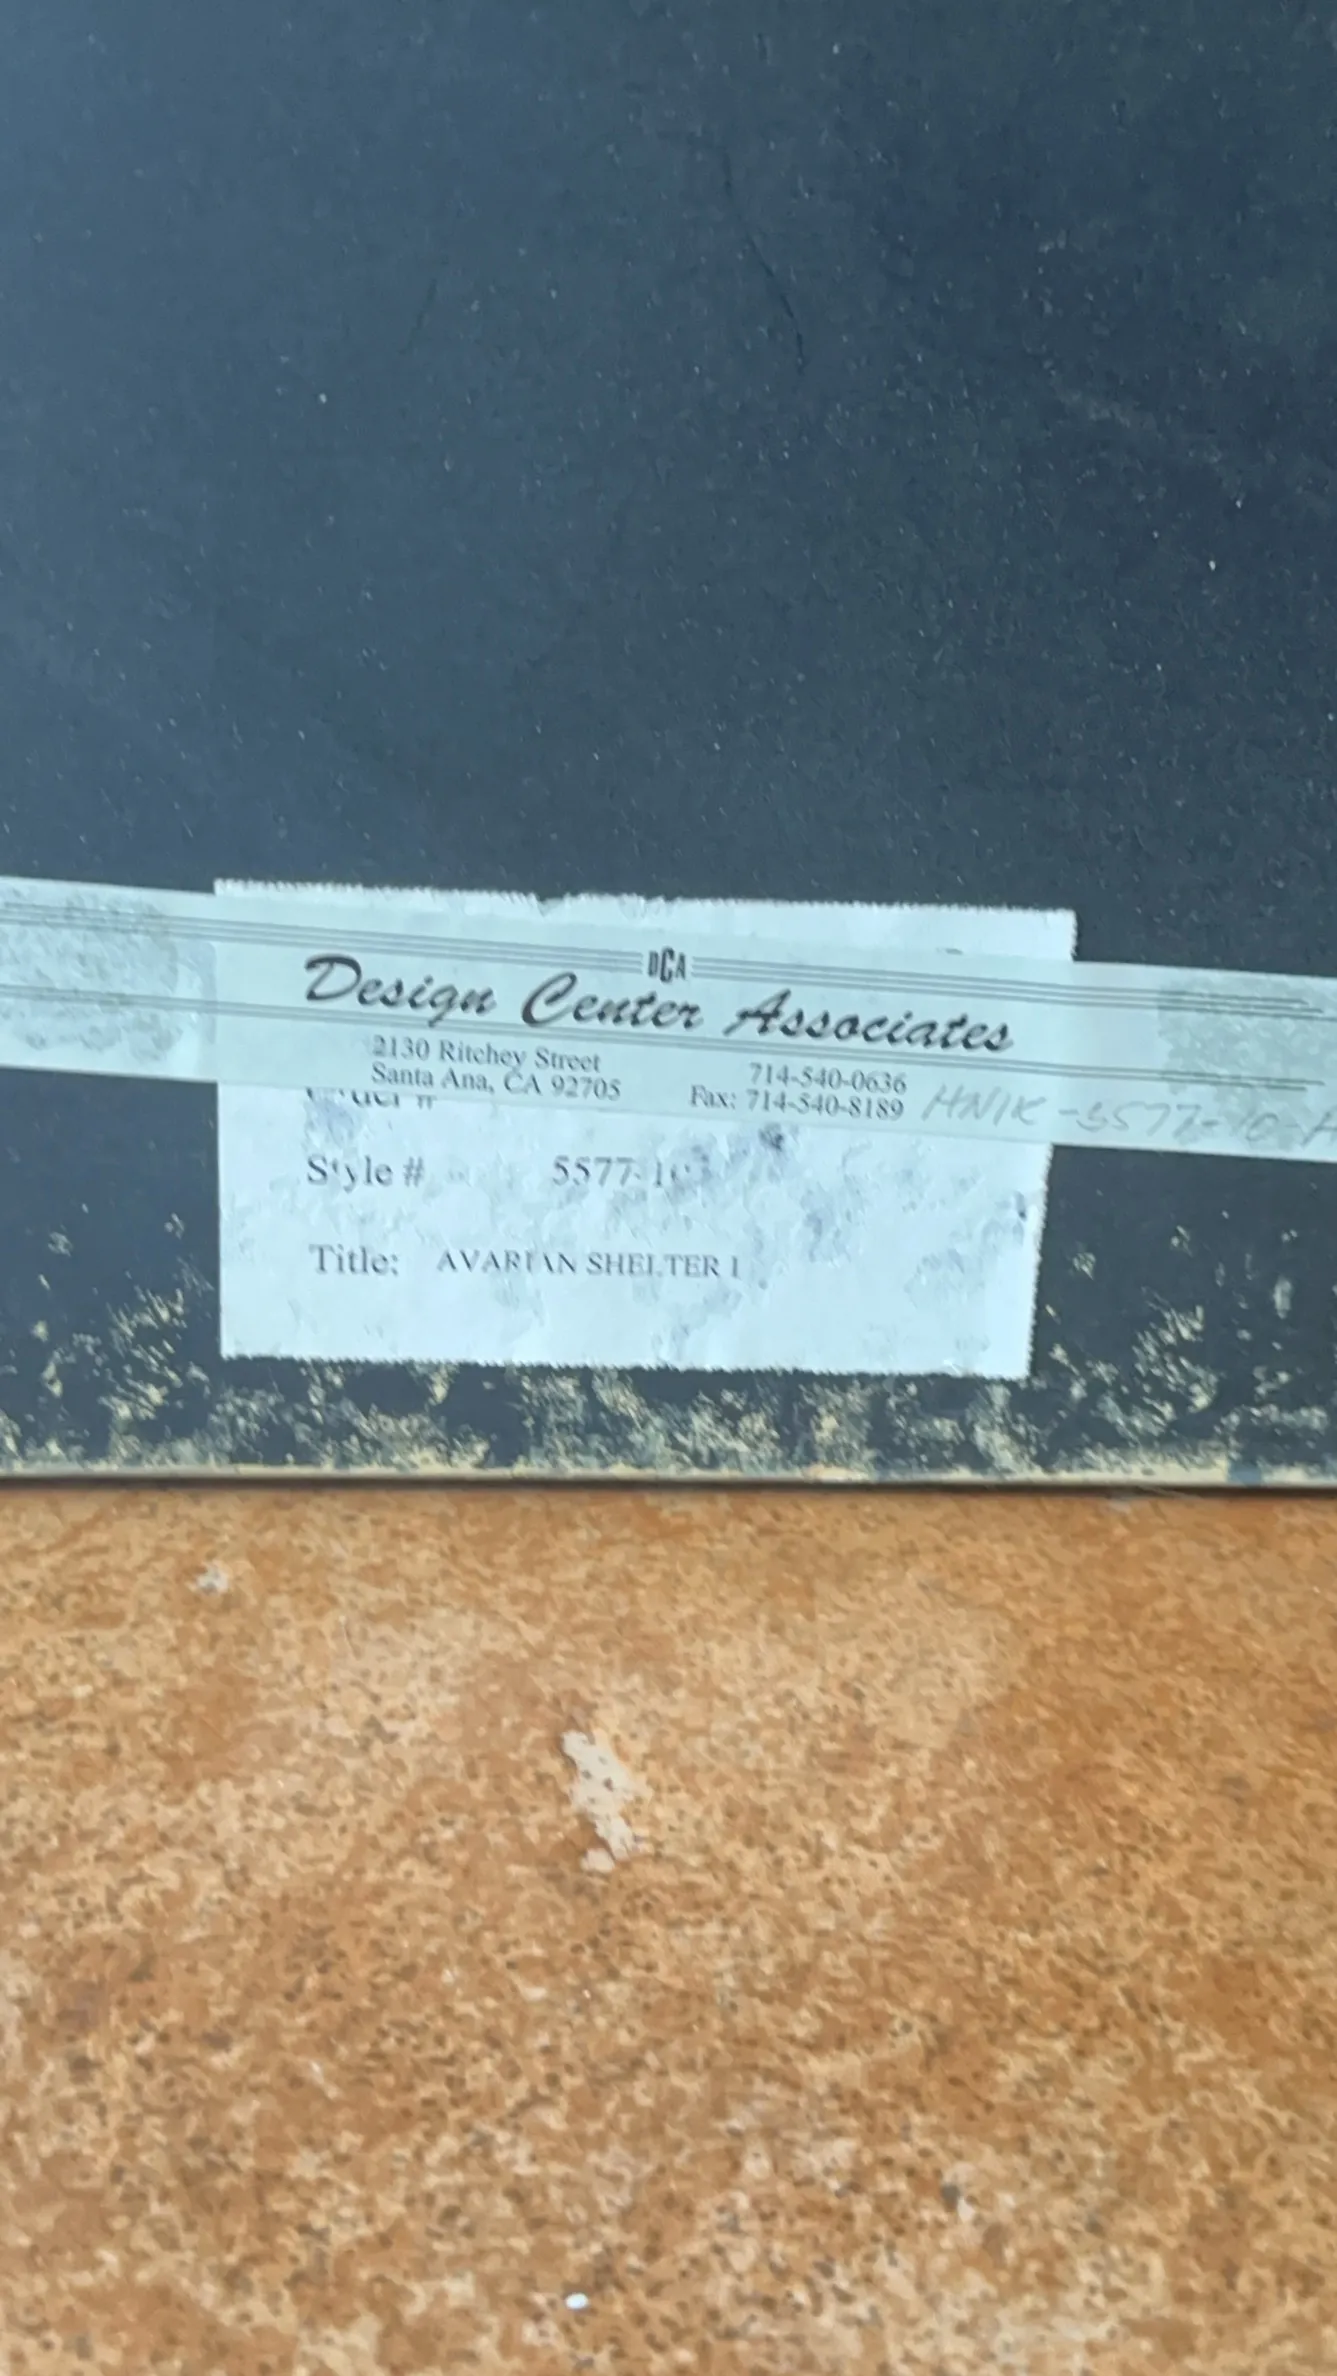 DCA
Design Center Associates
2130 Ritchey Street
Santa Ana, CA 92705
714-540-0636
Fax: 714-540-8189
Style # 5577-
Title: AVARIAN SHELTER I